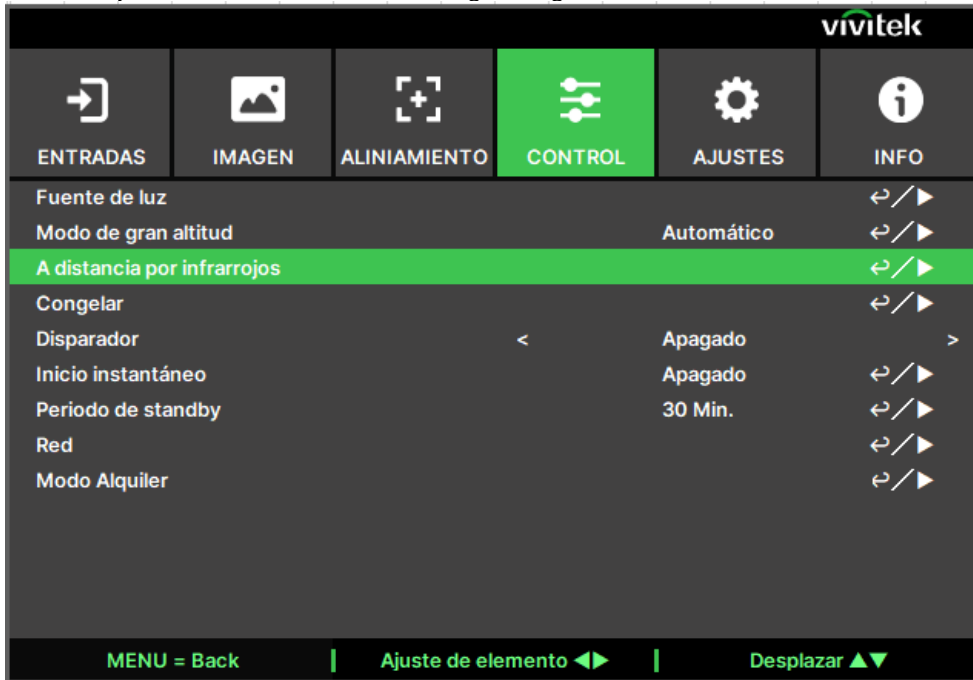 vivitek
ENTRADAS IMAGEN ALINIAMIENTO CONTROL AJUSTES INFO
Fuente de luz
Modo de gran altitud Automático
A distancia por infrarrojos
Congelar
Disparador < Apagado >
Inicio instantáneo Apagado
Periodo de standby 30 Min.
Red
Modo Alquiler
MENU = Back Ajuste de elemento ◀▶ Desplazar ▲▼